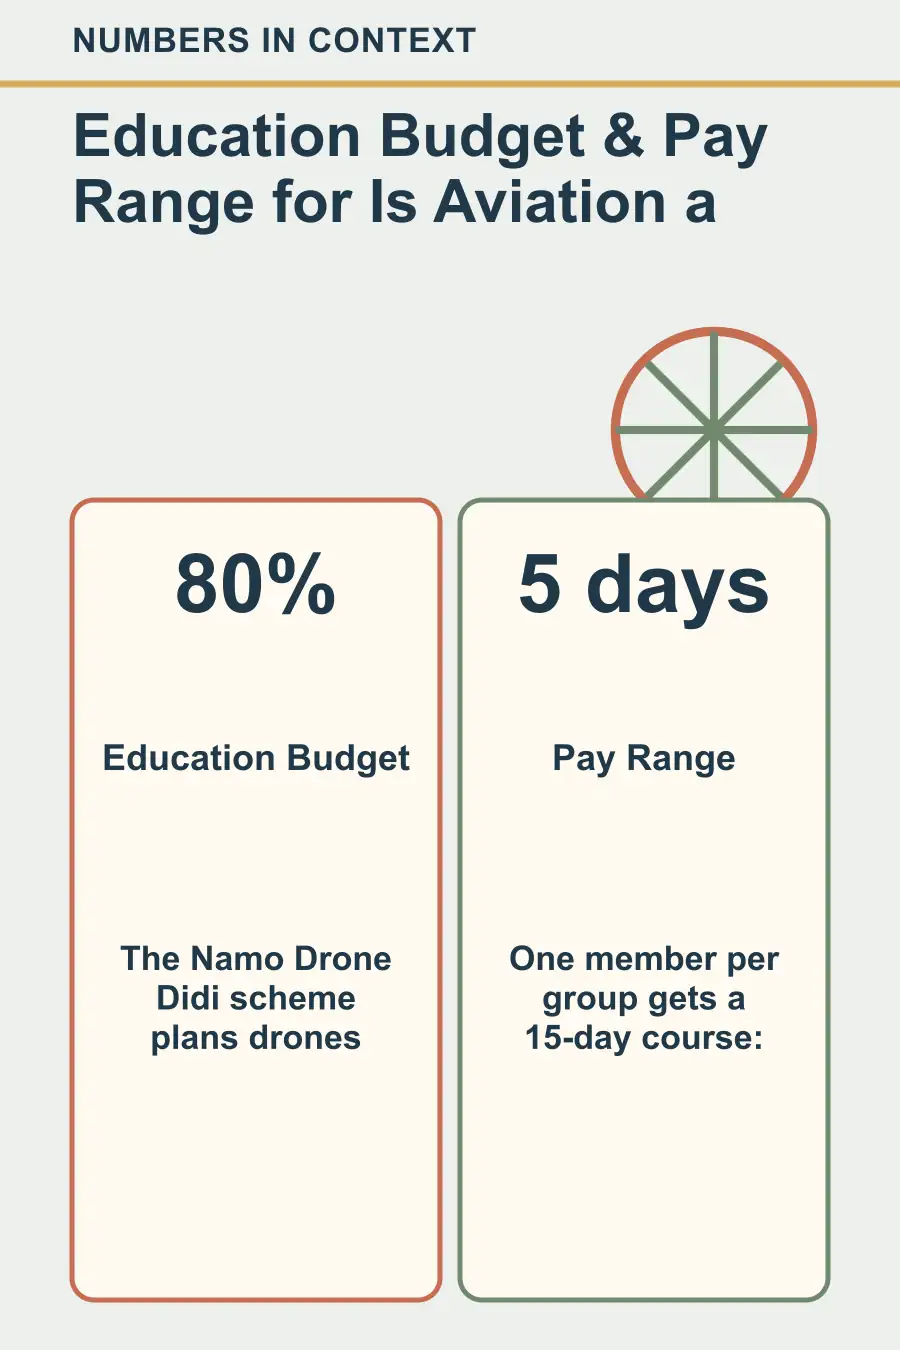 NUMBERS IN CONTEXT
Education Budget & Pay
Range for Is Aviation a
80%
Education Budget
The Namo Drone
Didi scheme
plans drones
5 days
Pay Range
One member per
group gets a
15-day course: